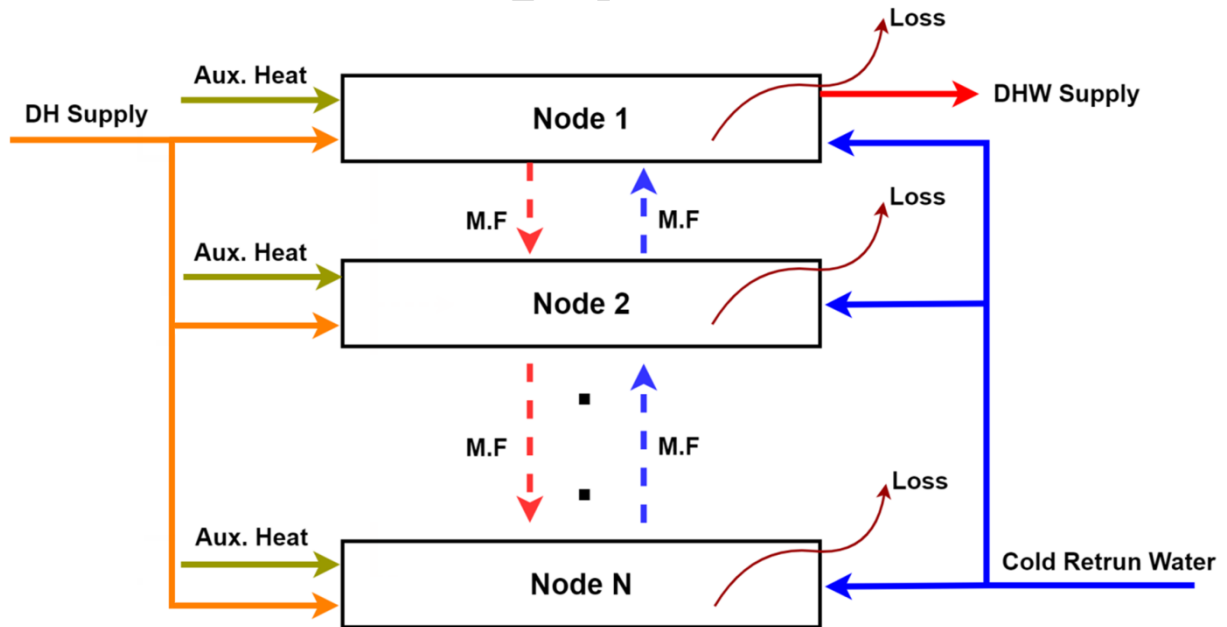 Loss
Aux. Heat
DH Supply
Node 1
DHW Supply
M.F
M.F
Loss
Aux. Heat
Node 2
M.F
M.F
Loss
Aux. Heat
Node N
Cold Retrun Water